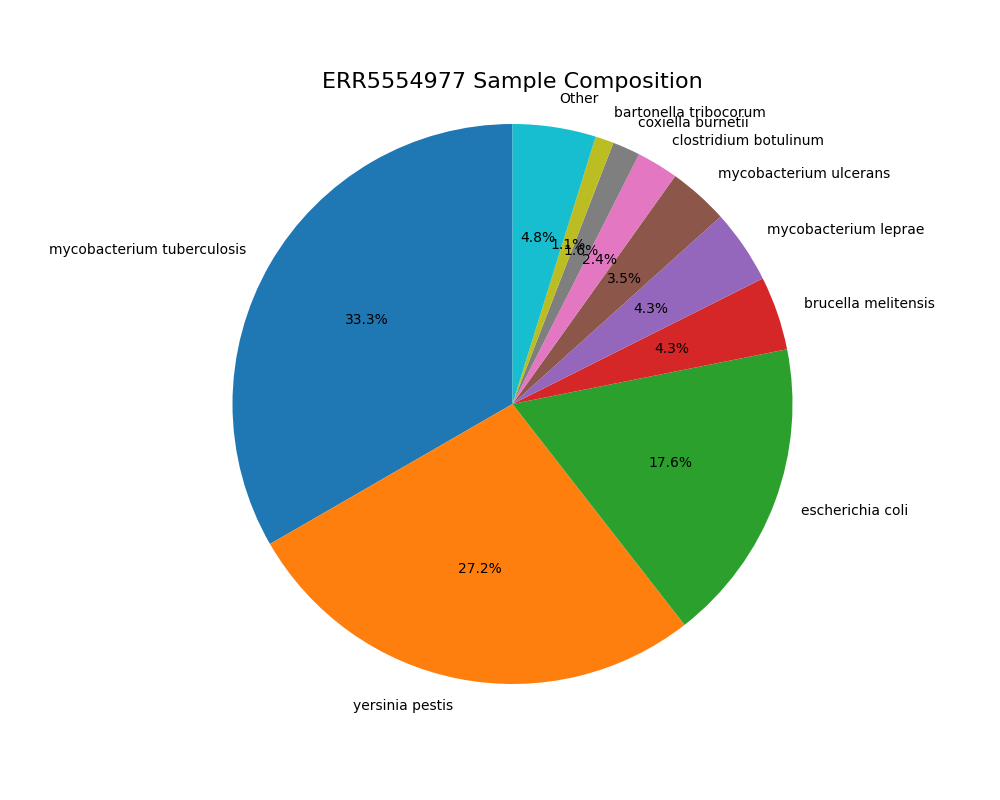 ERR5554977 Sample Composition
Other
bartonella tribocorum
coxiella burnetii
clostridium botulinum
mycobacterium ulcerans
mycobacterium leprae
mycobacterium tuberculosis
brucella melitensis
4.8%
1.1%
1.6%
2.4%
3.5%
4.3%
33.3%
4.3%
17.6%
escherichia coli
27.2%
yersinia pestis